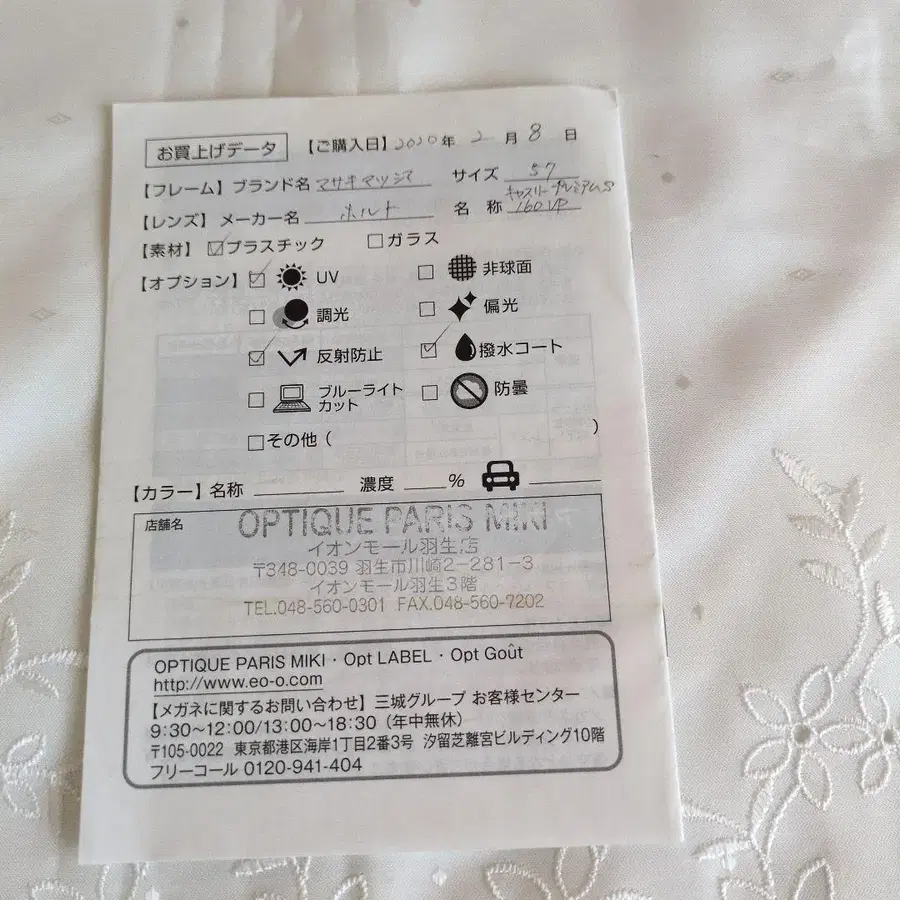 お買上げデータ 【ご購入日】2020年 2月 8日
【フレーム】ブランド名 マサキマツシマ サイズ 57
【レンズ】メーカー名 ホルト 名 称 プレミアムS 160VP
【素材】☑プラスチック □ガラス
【オプション】☑ UV □ 非球面
□ 調光 □ 偏光
☑ 反射防止 ☑ 撥水コート
□ ブルーライトカット □ 防曇
□その他（ ）
【カラー】名称 濃度 %
店舗名 OPTIQUE PARIS MIKI
イオンモール羽生店
〒348-0039 羽生市川崎2-281-3
イオンモール羽生3階
TEL.048-560-0301 FAX.048-560-7202
OPTIQUE PARIS MIKI・Opt LABEL・Opt Goût
http://www.eo-o.com
【メガネに関するお問い合わせ】三城グループ お客様センター
9:30〜12:00/13:00〜18:30（年中無休）
〒105-0022 東京都港区海岸1丁目2番3号 汐留芝離宮ビルディング10階
フリーコール 0120-941-404